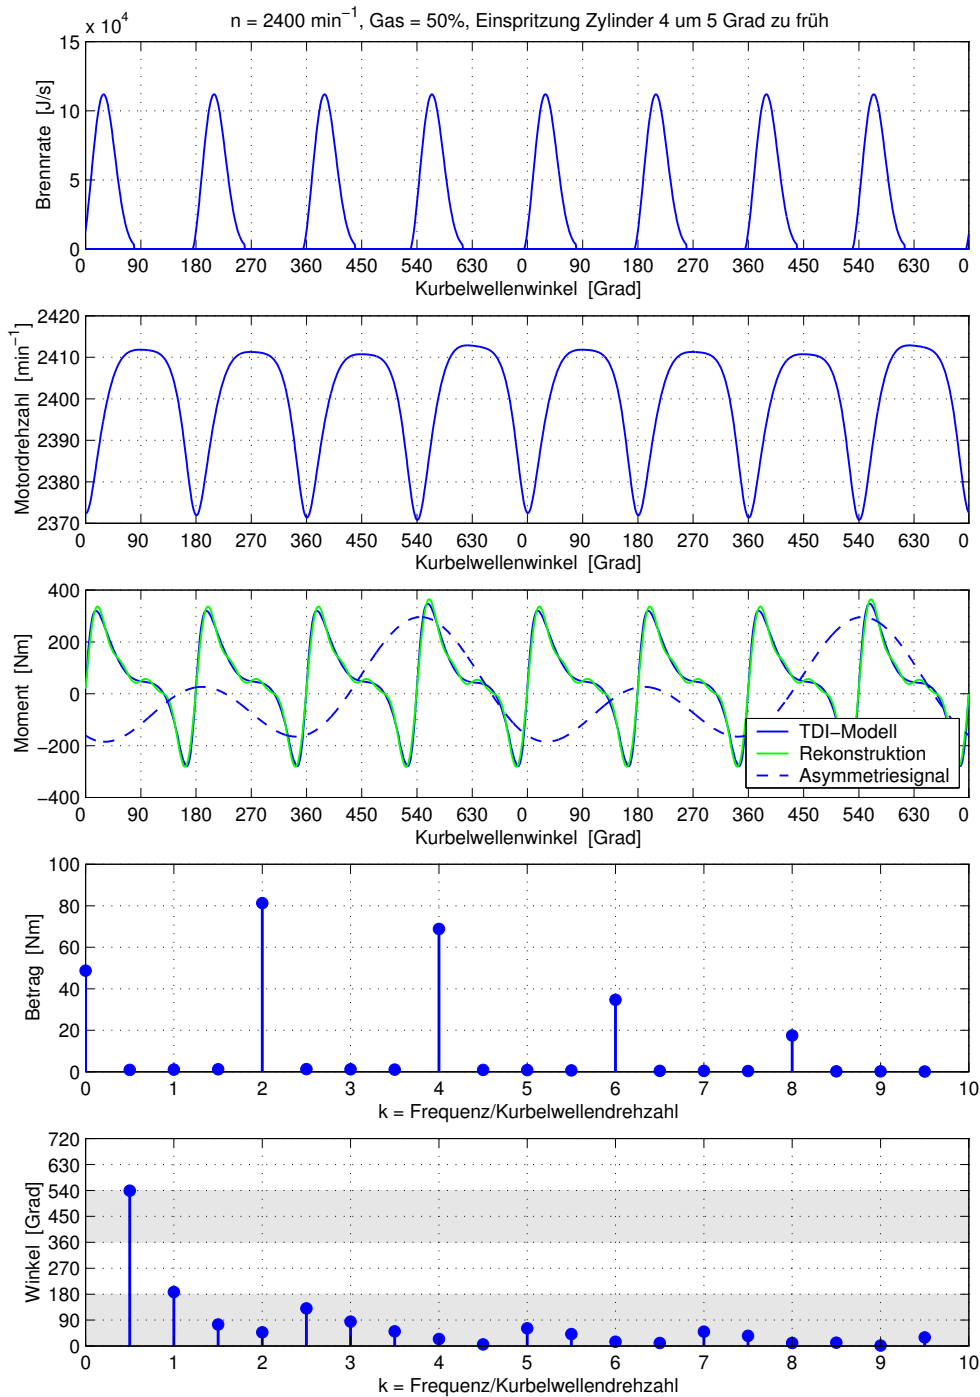 n = 2400 min⁻¹, Gas = 50%, Einspritzung Zylinder 4 um 5 Grad zu früh
x 10⁴
15
10
5
0
Brennrate [J/s]
0 90 180 270 360 450 540 630 0 90 180 270 360 450 540 630 0
Kurbelwellenwinkel [Grad]
2420
2410
2400
2390
2380
2370
Motordrehzahl [min⁻¹]
0 90 180 270 360 450 540 630 0 90 180 270 360 450 540 630 0
Kurbelwellenwinkel [Grad]
400
200
0
−200
−400
Moment [Nm]
TDI−Modell
Rekonstruktion
Asymmetriesignal
0 90 180 270 360 450 540 630 0 90 180 270 360 450 540 630 0
Kurbelwellenwinkel [Grad]
100
80
60
40
20
0
Betrag [Nm]
0 1 2 3 4 5 6 7 8 9 10
k = Frequenz/Kurbelwellendrehzahl
720
630
540
450
360
270
180
90
0
Winkel [Grad]
0 1 2 3 4 5 6 7 8 9 10
k = Frequenz/Kurbelwellendrehzahl